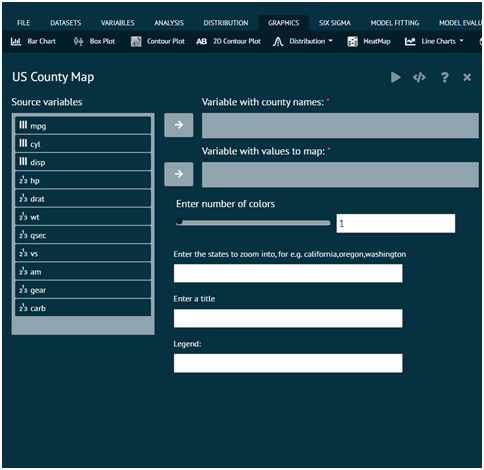 FILE DATASETS VARIABLES ANALYSIS DISTRIBUTION GRAPHICS SIX SIGMA MODEL FITTING MODEL EVALU
Bar Chart Box Plot Contour Plot AB 2D Contour Plot Distribution HeatMap Line Charts
US County Map
</> ? ×
Source variables
Variable with county names: *
mpg
cyl
disp
Variable with values to map: *
hp
drat
wt
qsec
vs
am
gear
carb
Enter number of colors
1
Enter the states to zoom into, for e.g. california,oregon,washington
Enter a title
Legend: